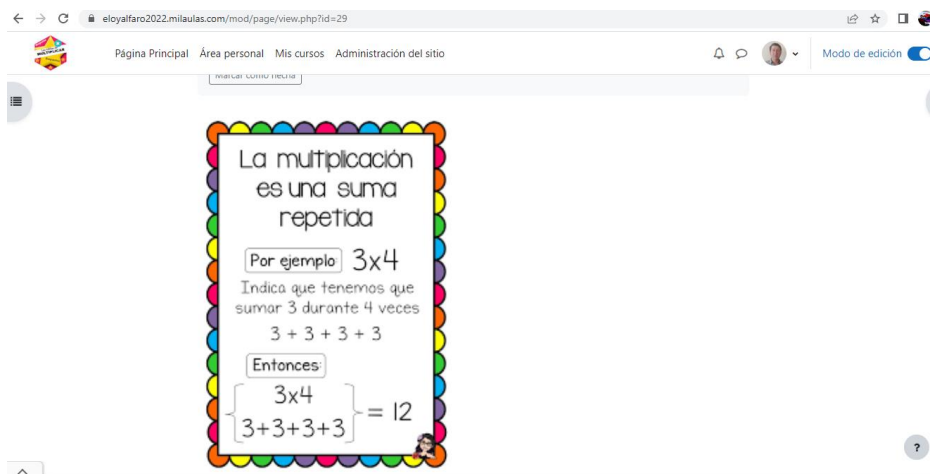 eloyalfaro2022.milaulas.com/mod/page/view.php?id=29
MULTIPLICAR
Página Principal Área personal Mis cursos Administración del sitio
Modo de edición
Marcar como hecha
La multiplicación
es una suma
repetida
Por ejemplo: 3x4
Indica que tenemos que
sumar 3 durante 4 veces
3 + 3 + 3 + 3
Entonces:
3x4
3+3+3+3
= 12
?